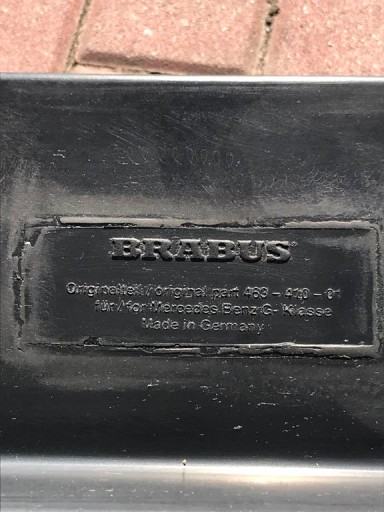 BRABUS
Originalteil / original part 463 - 410 - 01
für / for Mercedes Benz G- Klasse
Made in Germany